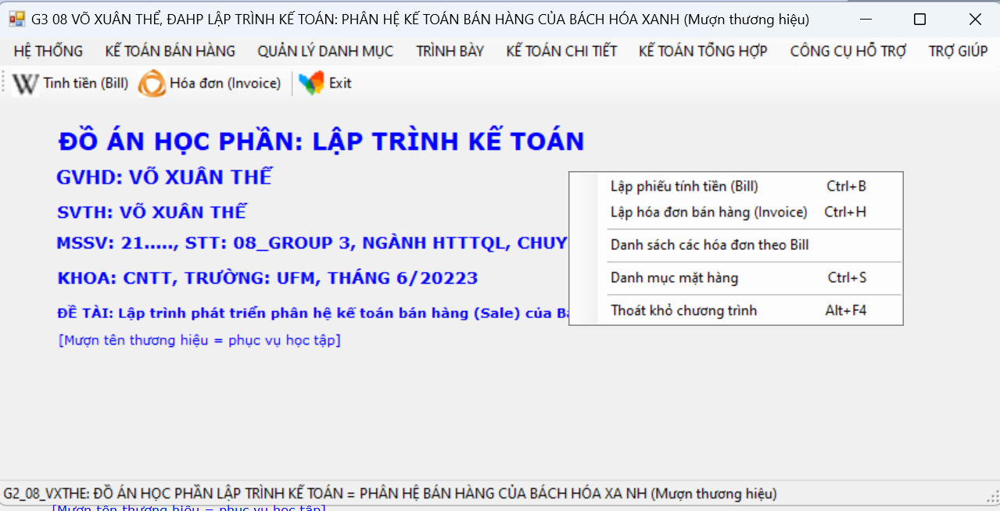 G3 08 VÕ XUÂN THỂ, ĐAHP LẬP TRÌNH KẾ TOÁN: PHÂN HỆ KẾ TOÁN BÁN HÀNG CỦA BÁCH HÓA XANH (Mượn thương hiệu)
HỆ THỐNG KẾ TOÁN BÁN HÀNG QUẢN LÝ DANH MỤC TRÌNH BÀY KẾ TOÁN CHI TIẾT KẾ TOÁN TỔNG HỢP CÔNG CỤ HỖ TRỢ TRỢ GIÚP
W Tính tiền (Bill) Hóa đơn (Invoice) Exit
ĐỒ ÁN HỌC PHẦN: LẬP TRÌNH KẾ TOÁN
GVHD: VÕ XUÂN THỂ
SVTH: VÕ XUÂN THỂ
MSSV: 21....., STT: 08_GROUP 3, NGÀNH HTTTQL, CHUY
KHOA: CNTT, TRƯỜNG: UFM, THÁNG 6/20223
ĐỀ TÀI: Lập trình phát triển phân hệ kế toán bán hàng (Sale) của Bá
[Mượn tên thương hiệu = phục vụ học tập]
Lập phiếu tính tiền (Bill) Ctrl+B
Lập hóa đơn bán hàng (Invoice) Ctrl+H
Danh sách các hóa đơn theo Bill
Danh mục mặt hàng Ctrl+S
Thoát khỏ chương trình Alt+F4
G2_08_VXTHE: ĐỒ ÁN HỌC PHẦN LẬP TRÌNH KẾ TOÁN = PHÂN HỆ BÁN HÀNG CỦA BÁCH HÓA XA NH (Mượn thương hiệu)
[Mượn tên thương hiệu = phục vụ học tập]